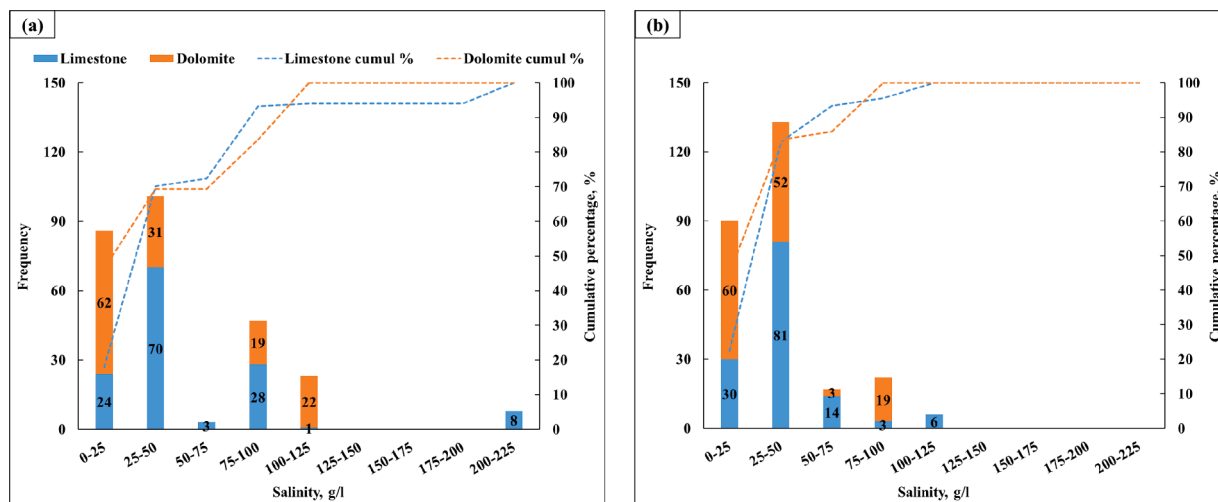 (a)
Limestone Dolomite Limestone cumul % Dolomite cumul %
150 120 90 60 30 0
Frequency
100 90 80 70 60 50 40 30 20 10 0
Cumulative percentage, %
62 24
31 70
3
19 28
22 1
8
0-25 25-50 50-75 75-100 100-125 125-150 150-175 175-200 200-225
Salinity, g/l
(b)
150 120 90 60 30 0
Frequency
100 90 80 70 60 50 40 30 20 10 0
Cumulative percentage, %
60 30
52 81
3 14
19 3
6
0-25 25-50 50-75 75-100 100-125 125-150 150-175 175-200 200-225
Salinity, g/l